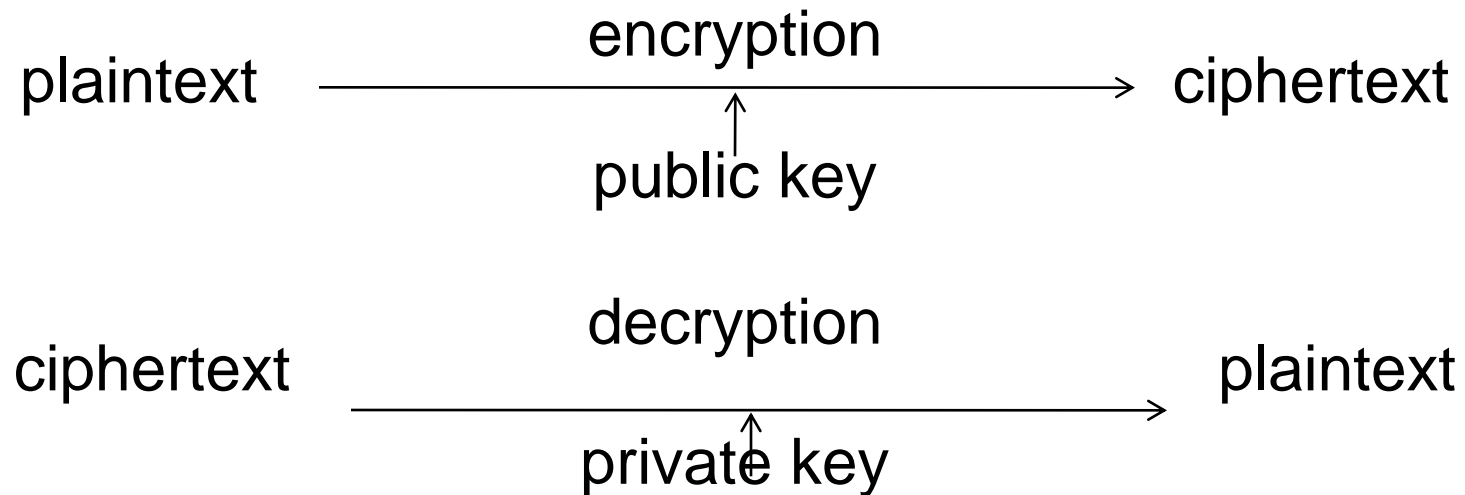 encryption
plaintext ciphertext
public key
decryption
ciphertext plaintext
private key